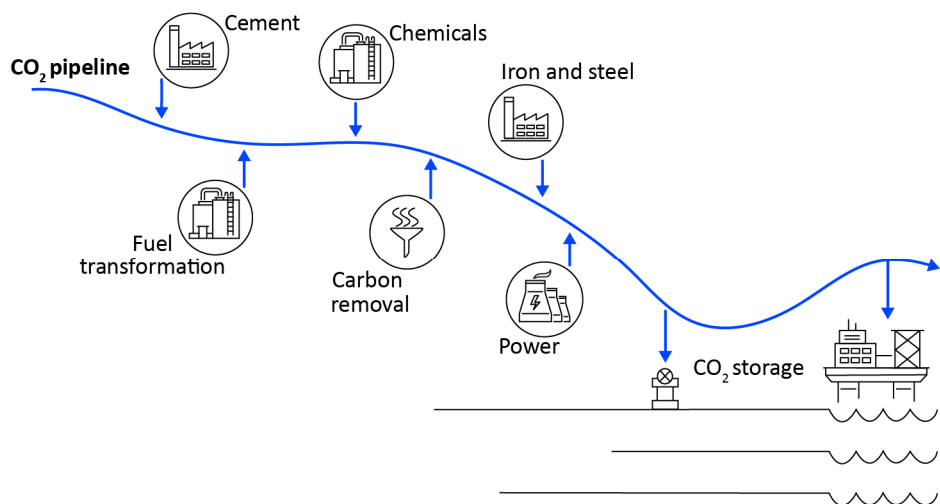 Cement
Chemicals
CO₂ pipeline
Iron and steel
Fuel
transformation
Carbon
removal
Power
CO₂ storage